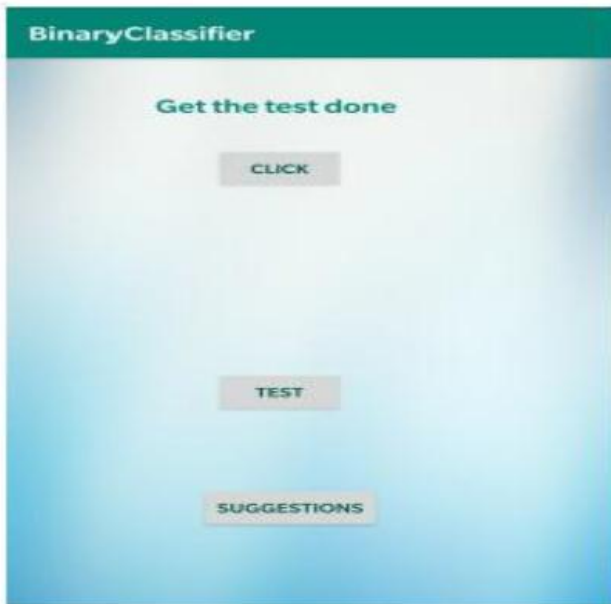 BinaryClassifier
Get the test done
CLICK
TEST
SUGGESTIONS